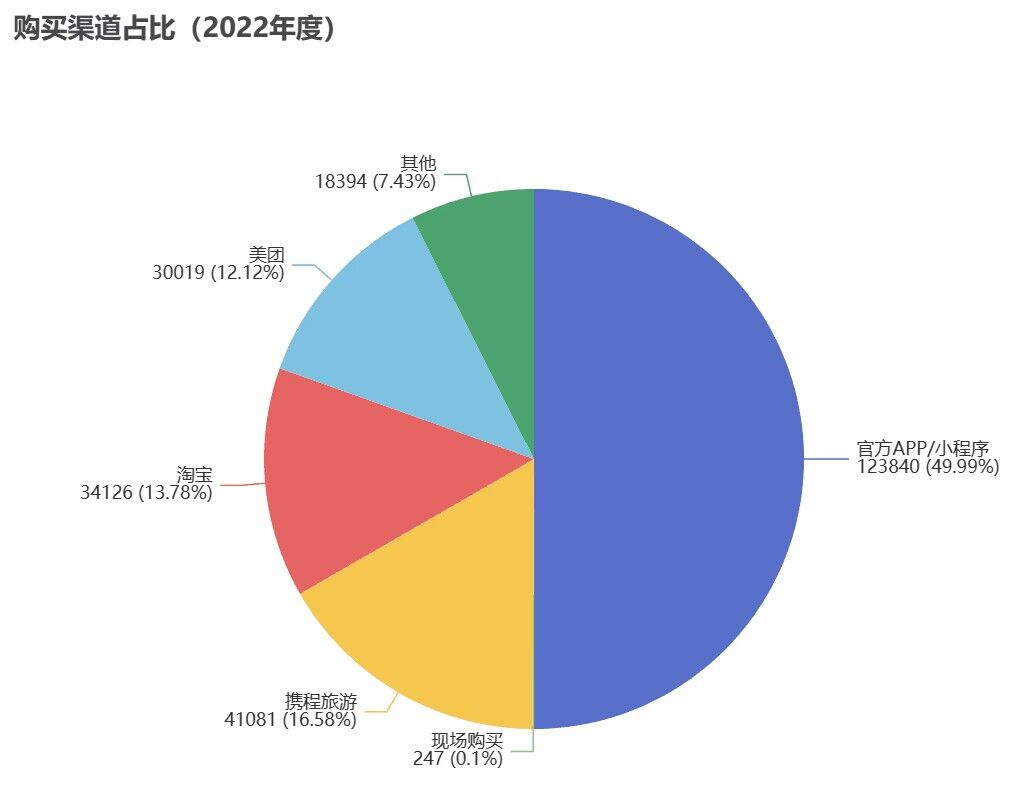 购买渠道占比（2022年度）
其他
18394 (7.43%)
美团
30019 (12.12%)
官方APP/小程序
123840 (49.99%)
淘宝
34126 (13.78%)
携程旅游
41081 (16.58%)
现场购买
247 (0.1%)